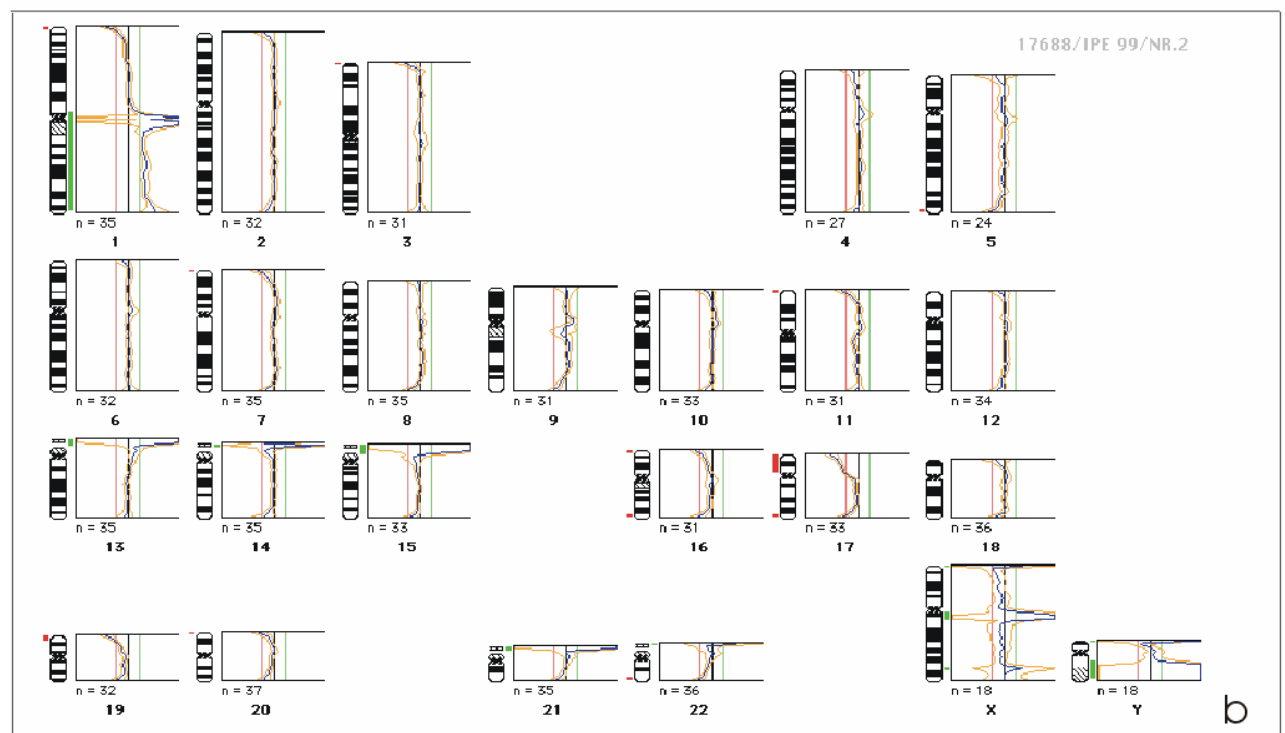 17688/IPE 99/NR.2
n = 35
n = 32
n = 31
n = 27
n = 24
1
2
3
4
5
n = 32
n = 35
n = 35
n = 31
n = 33
n = 31
n = 34
6
7
8
9
10
11
12
n = 35
n = 35
n = 33
n = 31
n = 33
n = 36
13
14
15
16
17
18
n = 32
n = 37
n = 35
n = 36
n = 18
n = 18
19
20
21
22
X
Y
b